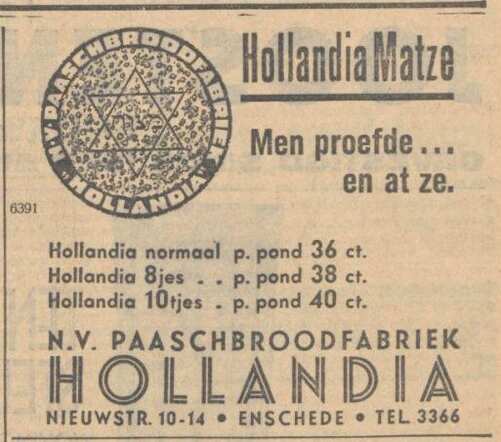 N.V. PAASCHBROODFABRIEK
"HOLLANDIA"
Hollandia Matze
Men proefde...
en at ze.
6391
Hollandia normaal p. pond 36 ct.
Hollandia 8jes . . p. pond 38 ct.
Hollandia 10tjes . p. pond 40 ct.
N.V. PAASCHBROODFABRIEK
HOLLANDIA
NIEUWSTR. 10-14 • ENSCHEDE • TEL. 3366